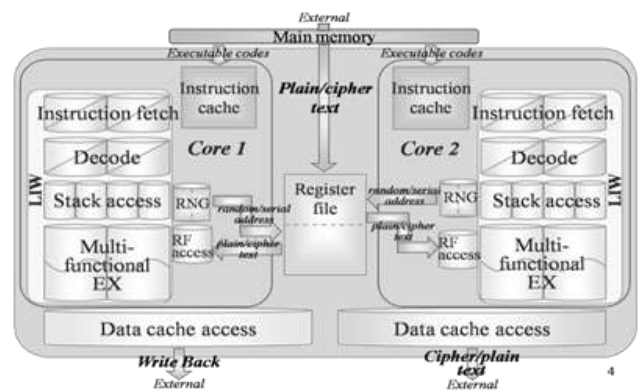 External
Main memory
Executable codes
Executable codes
Instruction
cache
Plain/cipher
text
Instruction
cache
Instruction fetch
Core 1
Core 2
Instruction fetch
Decode
Decode
LIW
Stack access
RNG
random/serial
address
Register
file
random/serial
address
RNG
Stack access
LIW
Multi-
functional
EX
RF
access
plain/cipher
text
plain/cipher
text
RF
access
Multi-
functional
EX
Data cache access
Data cache access
Write Back
Cipher/plain
text
External
External
4